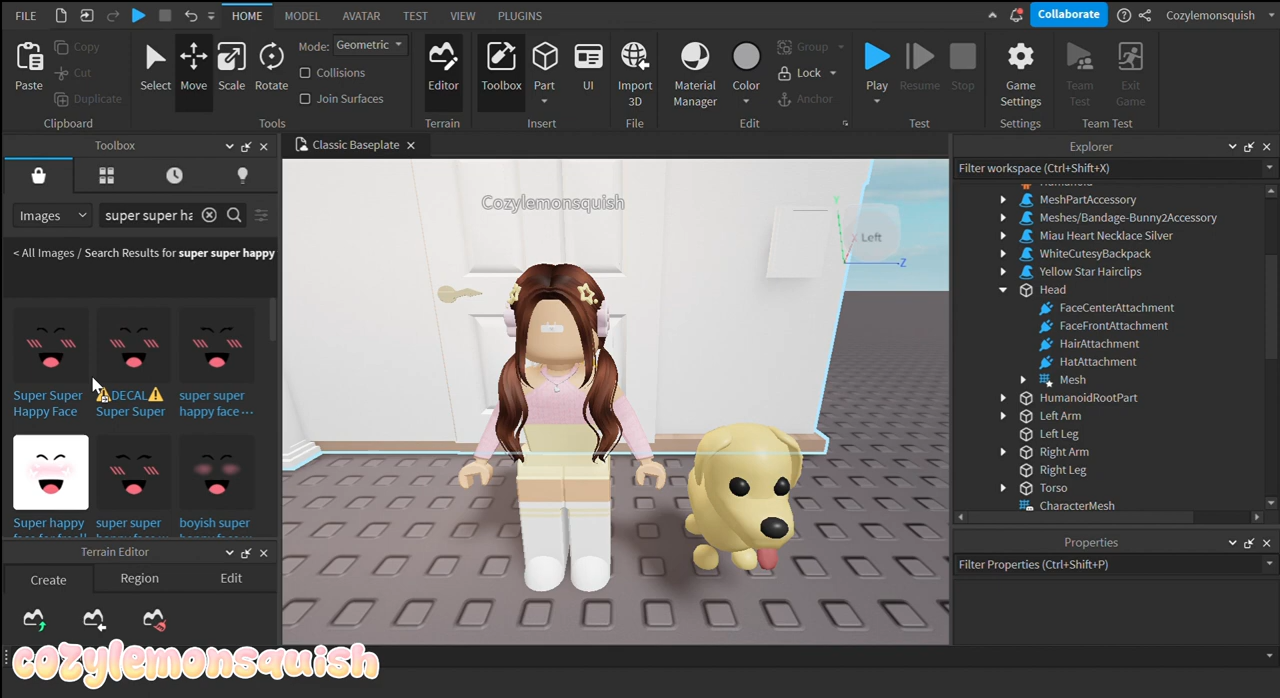 FILE
HOME
MODEL
AVATAR
TEST
VIEW
PLUGINS
Collaborate
Cozylemonsquish
Paste
Copy
Cut
Duplicate
Clipboard
Select
Move
Scale
Rotate
Mode: Geometric
Collisions
Join Surfaces
Tools
Editor
Terrain
Toolbox
Part
UI
Insert
Import
3D
File
Material
Manager
Color
Group
Lock
Anchor
Edit
Play
Resume
Stop
Test
Game
Settings
Settings
Team
Test
Exit
Game
Team Test
Toolbox
Images
super super ha
< All Images / Search Results for super super happy
Super Super
Happy Face
DECAL
Super Super
super super
happy face ···
Super happy
super super
boyish super
Terrain Editor
Create
Region
Edit
Classic Baseplate
Cozylemonsquish
Y
X
Left
Z
Explorer
Filter workspace (Ctrl+Shift+X)
Humanoid
MeshPartAccessory
Meshes/Bandage-Bunny2Accessory
Miau Heart Necklace Silver
WhiteCutesyBackpack
Yellow Star Hairclips
Head
FaceCenterAttachment
FaceFrontAttachment
HairAttachment
HatAttachment
Mesh
HumanoidRootPart
Left Arm
Left Leg
Right Arm
Right Leg
Torso
CharacterMesh
Properties
Filter Properties (Ctrl+Shift+P)
cozylemonsquish